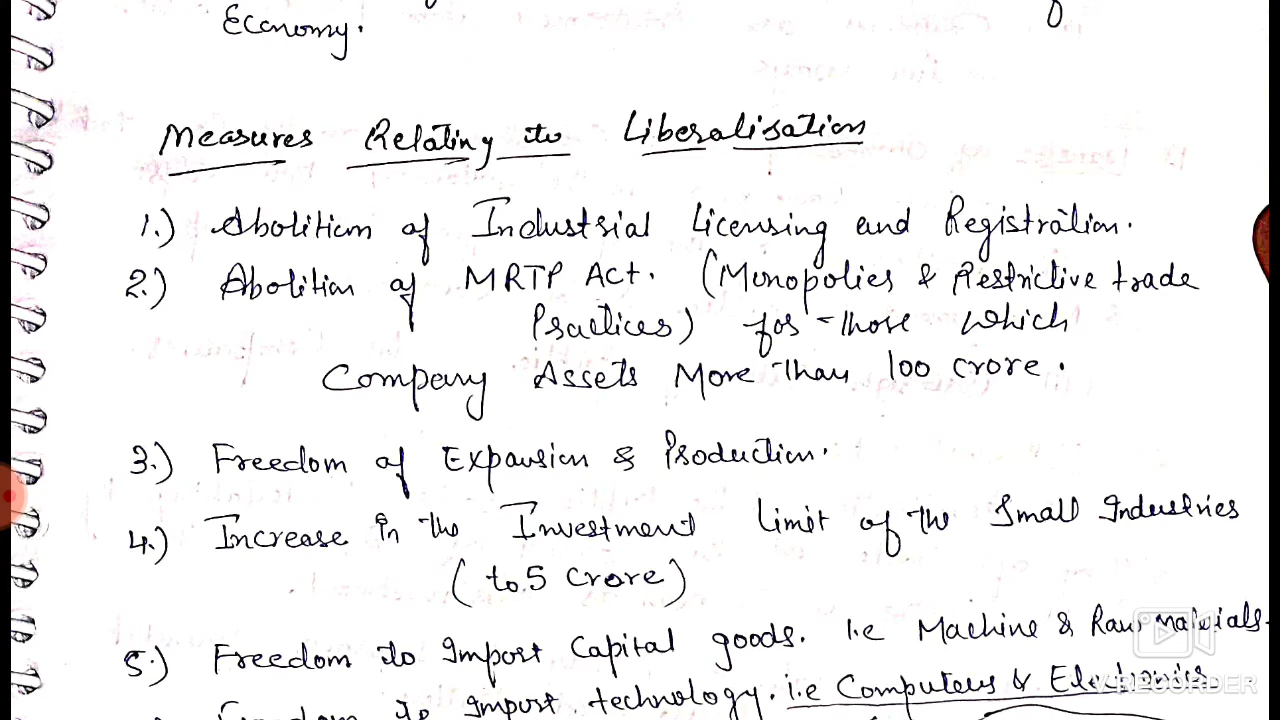 Economy.
Measures Relating to Liberalisation
1.) Abolition of Industrial Licensing and Registration.
2.) Abolition of MRTP Act. (Monopolies & Restrictive trade
Practices) for those which
Company Assets More than 100 crore.
3.) Freedom of Expansion & Production.
4.) Increase in the Investment Limit of the Small Industries
(to 5 Crore)
5.) Freedom to Import Capital goods. i.e Machine & Raw materials.
Freedom to import technology. i.e Computers & Electronics.
V RECORDER